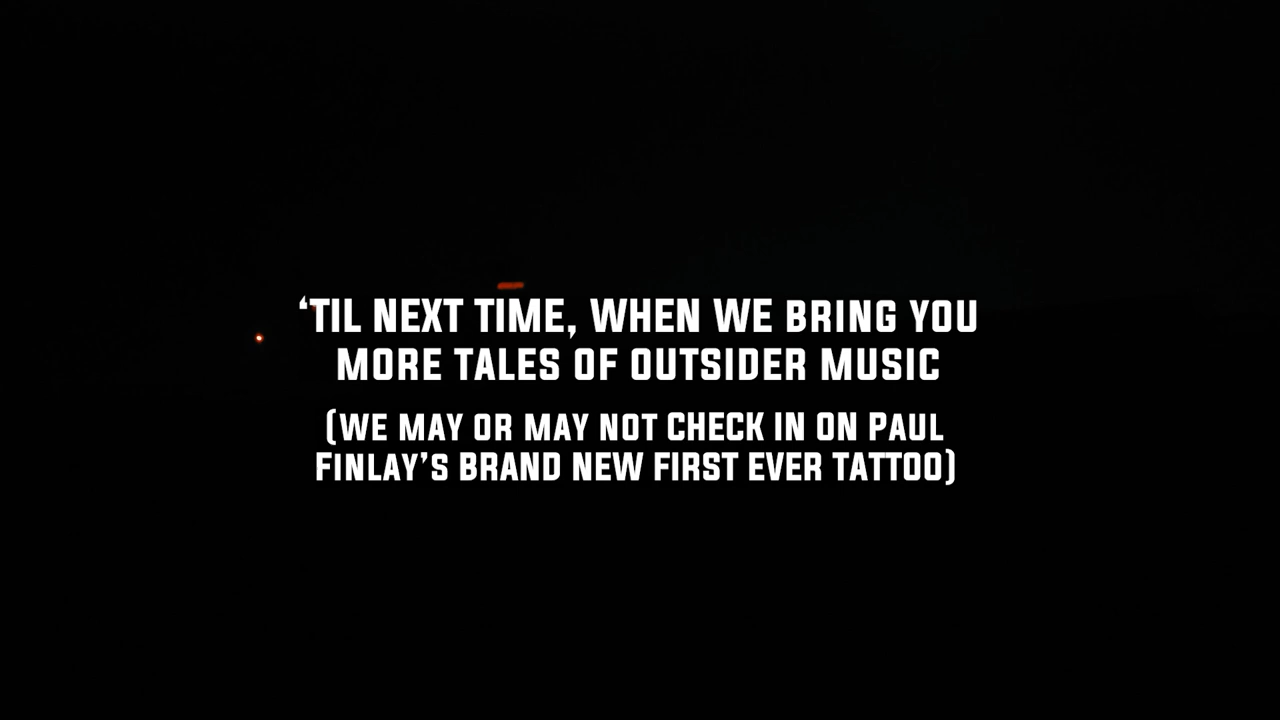 ‘TIL NEXT TIME, WHEN WE BRING YOU
MORE TALES OF OUTSIDER MUSIC
(WE MAY OR MAY NOT CHECK IN ON PAUL
FINLAY’S BRAND NEW FIRST EVER TATTOO)